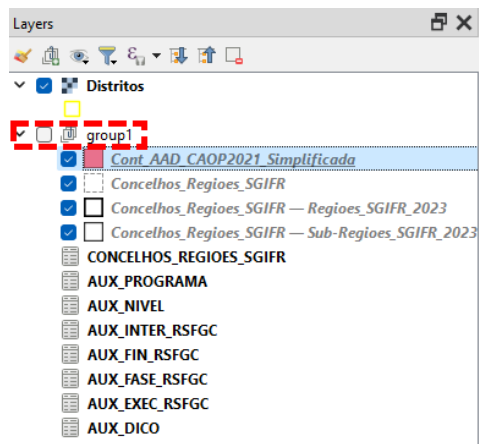 Layers
Distritos
group1
Cont_AAD_CAOP2021_Simplificada
Concelhos_Regioes_SGIFR
Concelhos_Regioes_SGIFR — Regioes_SGIFR_2023
Concelhos_Regioes_SGIFR — Sub-Regioes_SGIFR_2023
CONCELHOS_REGIOES_SGIFR
AUX_PROGRAMA
AUX_NIVEL
AUX_INTER_RSFGC
AUX_FIN_RSFGC
AUX_FASE_RSFGC
AUX_EXEC_RSFGC
AUX_DICO